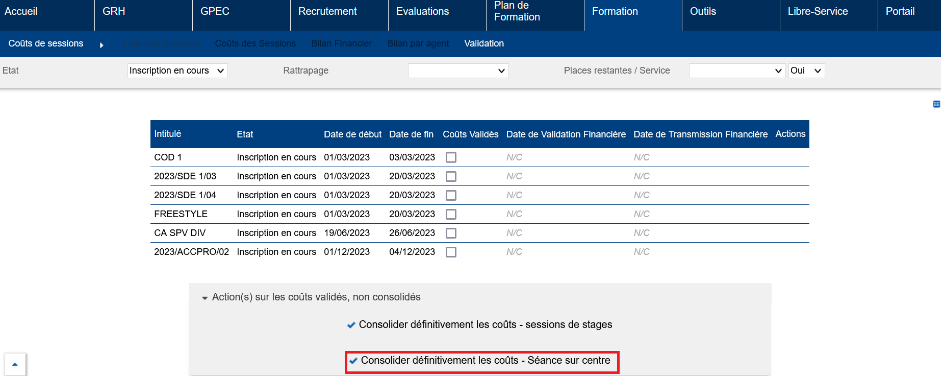 Accueil GRH GPEC Recrutement Evaluations Plan de Formation Formation Outils Libre-Service Portail
Coûts de sessions Coûts des Sessions Bilan Financier Bilan par agent Validation
Etat Inscription en cours Rattrapage Places restantes / Service Oui
Intitulé Etat Date de début Date de fin Coûts Validés Date de Validation Financière Date de Transmission Financière Actions
COD 1 Inscription en cours 01/03/2023 03/03/2023 N/C N/C
2023/SDE 1/03 Inscription en cours 01/03/2023 20/03/2023 N/C N/C
2023/SDE 1/04 Inscription en cours 01/03/2023 20/03/2023 N/C N/C
FREESTYLE Inscription en cours 01/03/2023 20/03/2023 N/C N/C
CA SPV DIV Inscription en cours 19/06/2023 26/06/2023 N/C N/C
2023/ACCPRO/02 Inscription en cours 01/12/2023 04/12/2023 N/C N/C
Action(s) sur les coûts validés, non consolidés
Consolider définitivement les coûts - sessions de stages
Consolider définitivement les coûts - Séance sur centre